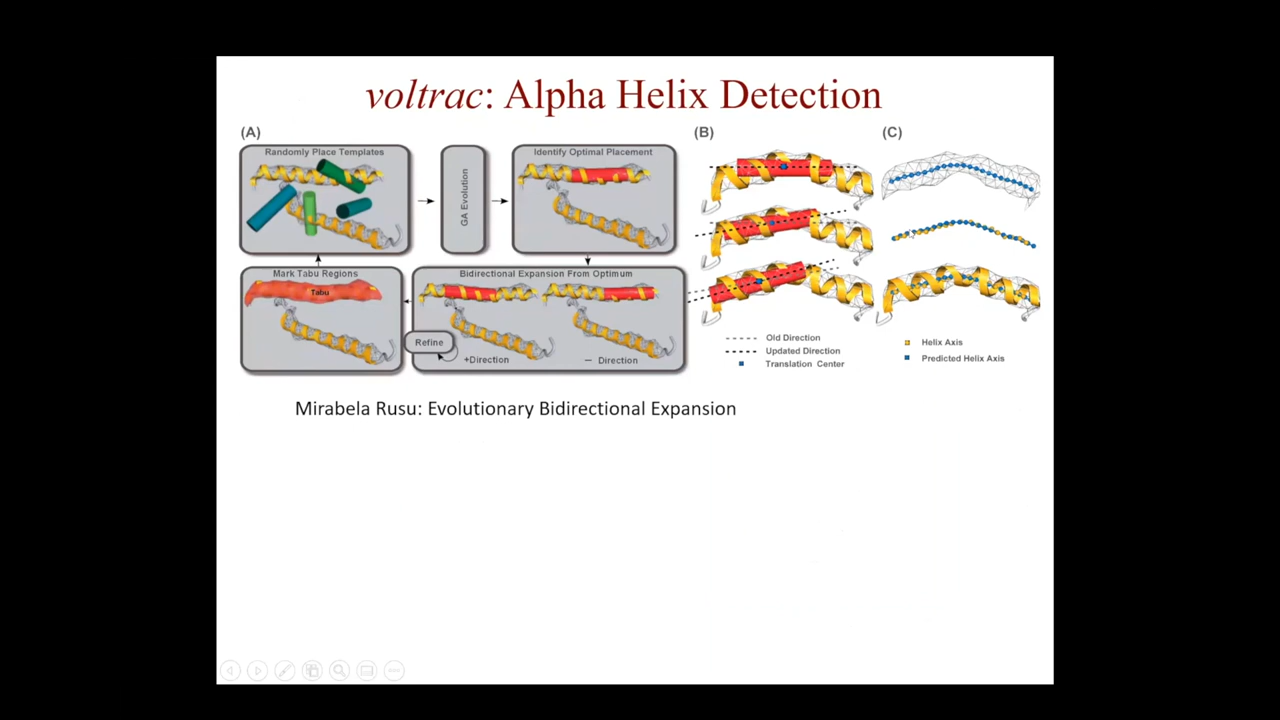 voltrac: Alpha Helix Detection
(A)
Randomly Place Templates
GA Evolution
Identify Optimal Placement
Mark Tabu Regions
Tabu
Bidirectional Expansion From Optimum
Refine
+Direction
− Direction
(B)
Old Direction
Updated Direction
Translation Center
(C)
Helix Axis
Predicted Helix Axis
Mirabela Rusu: Evolutionary Bidirectional Expansion